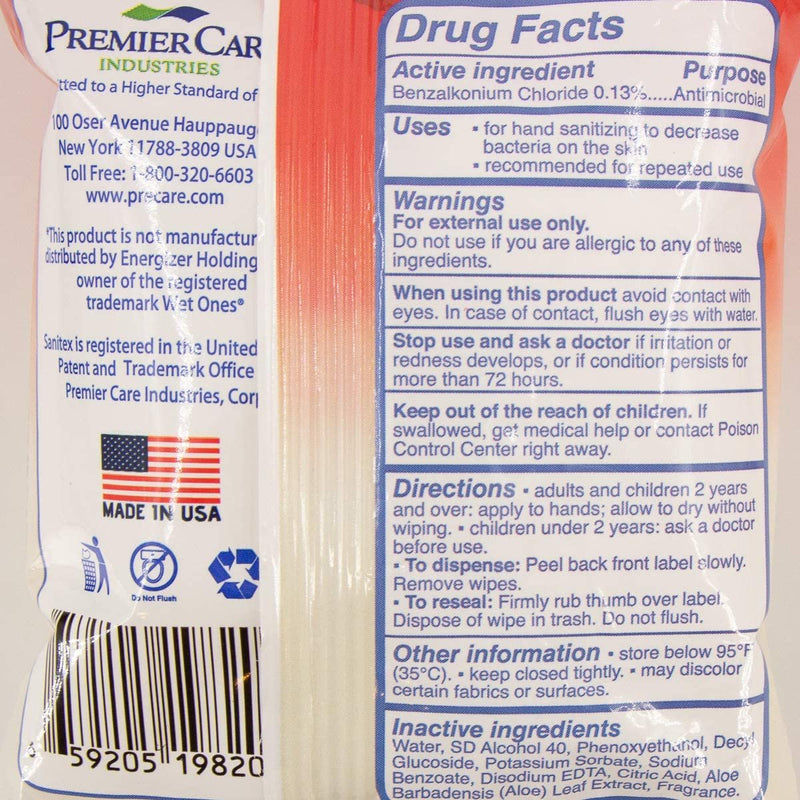 PREMIER CAR
INDUSTRIES
tted to a Higher Standard of
100 Oser Avenue Hauppaug
New York 11788-3809 USA
Toll Free: 1-800-320-6603
www.precare.com
*This product is not manufactur
distributed by Energizer Holding
owner of the registered
trademark Wet Ones®
Sanitex is registered in the United
Patent and Trademark Office
Premier Care Industries, Corp
MADE IN USA
Do Not Flush
59205 19820
Drug Facts
Active ingredient Purpose
Benzalkonium Chloride 0.13%.....Antimicrobial
Uses ▪ for hand sanitizing to decrease
bacteria on the skin
▪ recommended for repeated use
Warnings
For external use only.
Do not use if you are allergic to any of these
ingredients.
When using this product avoid contact with
eyes. In case of contact, flush eyes with water.
Stop use and ask a doctor if irritation or
redness develops, or if condition persists for
more than 72 hours.
Keep out of the reach of children. If
swallowed, get medical help or contact Poison
Control Center right away.
Directions ▪ adults and children 2 years
and over: apply to hands; allow to dry without
wiping. ▪ children under 2 years: ask a doctor
before use.
▪ To dispense: Peel back front label slowly.
Remove wipes.
▪ To reseal: Firmly rub thumb over label.
Dispose of wipe in trash. Do not flush.
Other information ▪ store below 95°F
(35°C). ▪ keep closed tightly. ▪ may discolor
certain fabrics or surfaces.
Inactive ingredients
Water, SD Alcohol 40, Phenoxyethanol, Decyl
Glucoside, Potassium Sorbate, Sodium
Benzoate, Disodium EDTA, Citric Acid, Aloe
Barbadensis (Aloe) Leaf Extract, Fragrance.